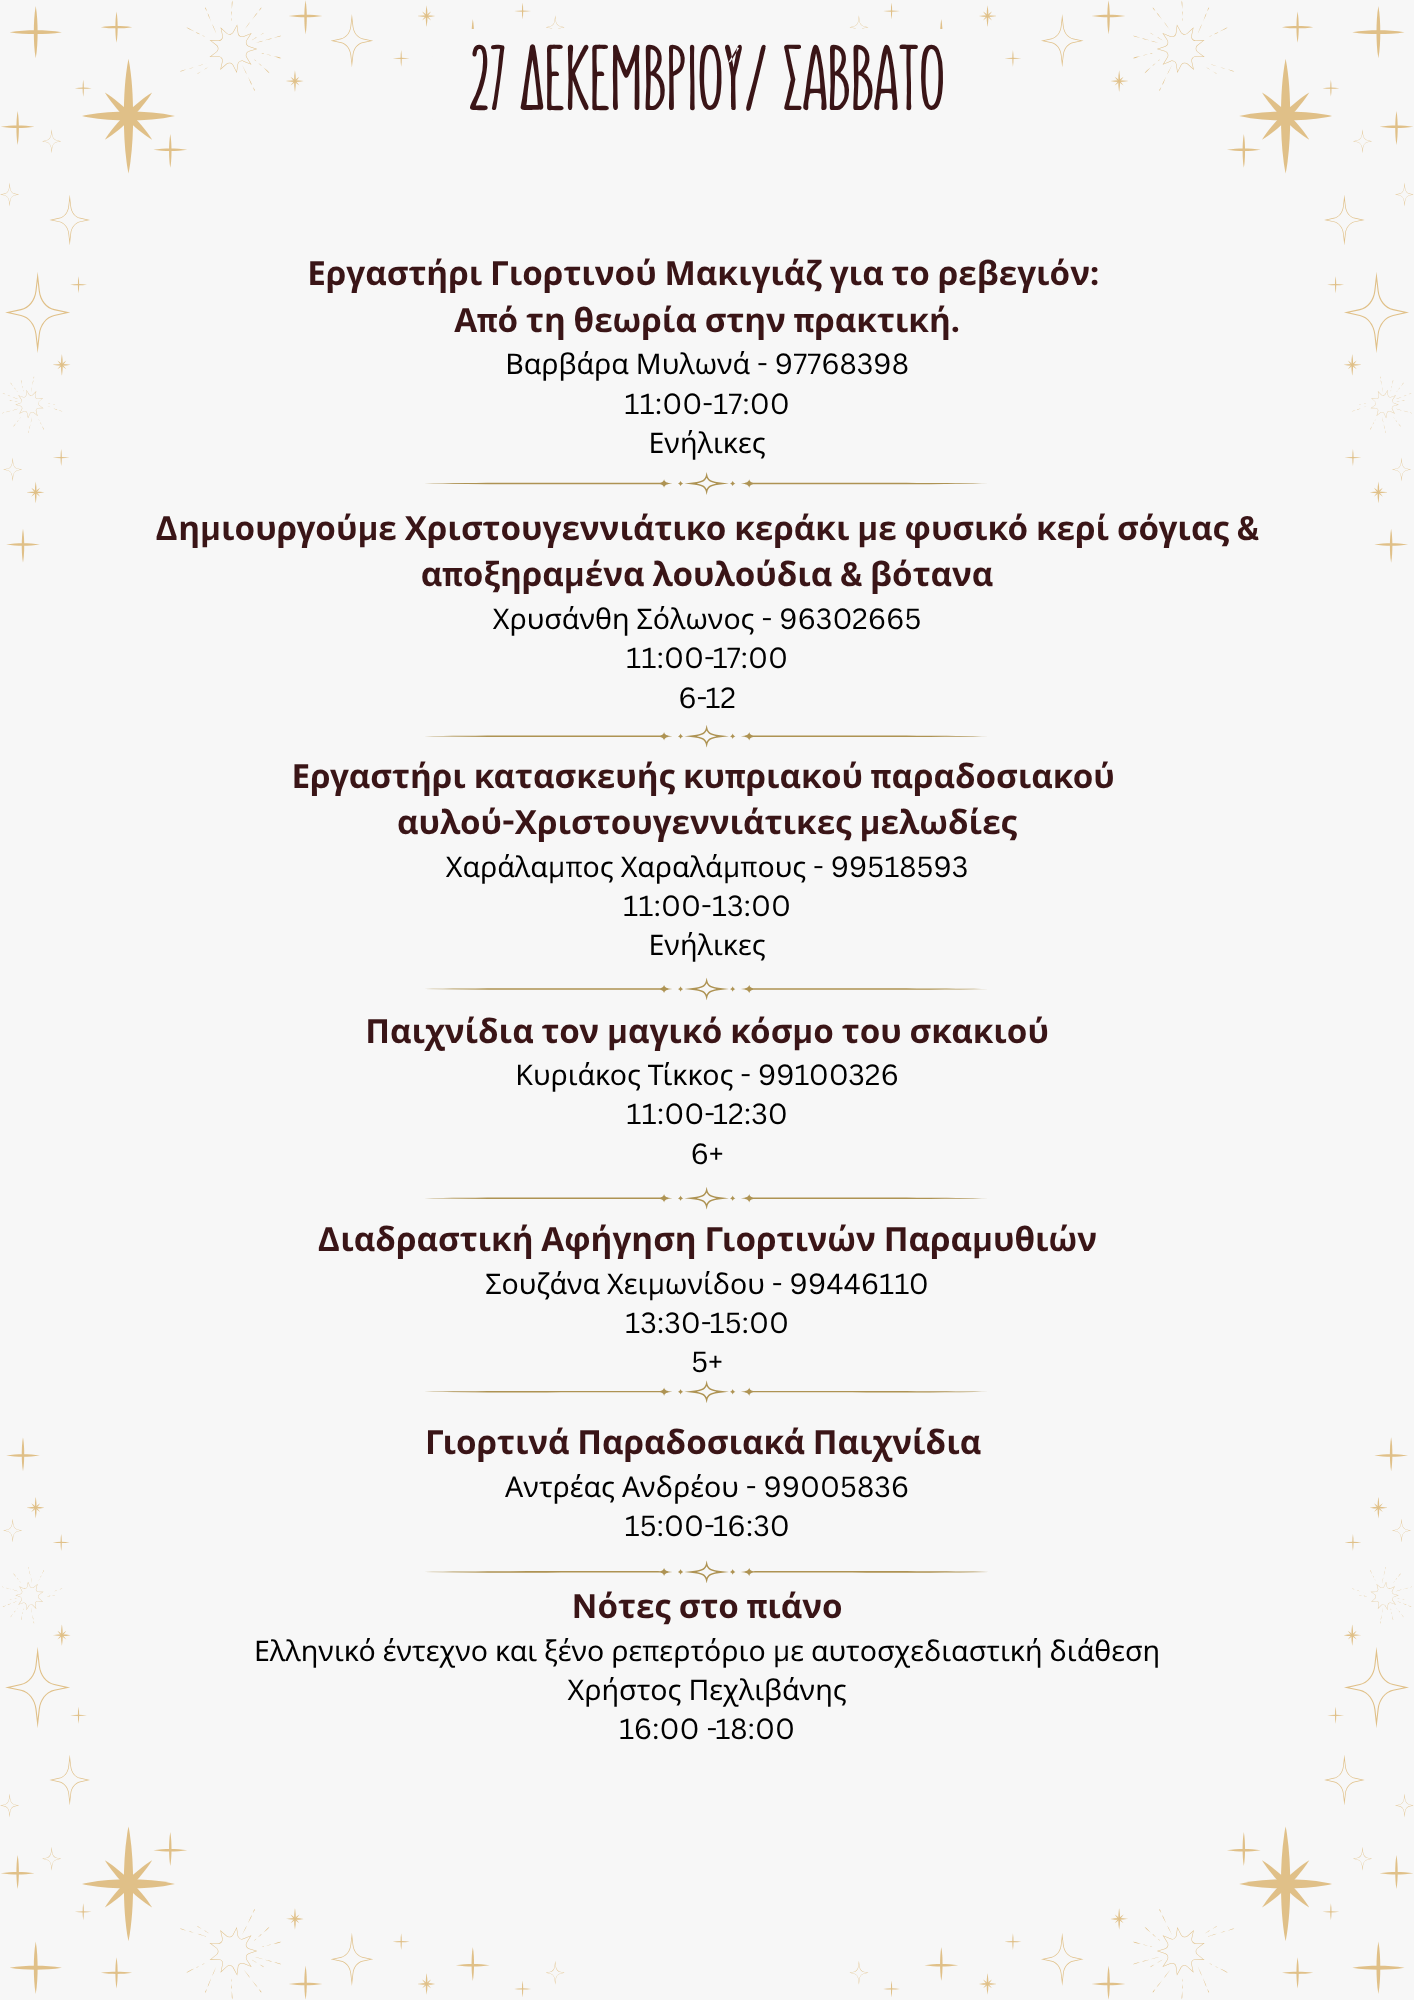 27 ΔΕΚΕΜΒΡΙΟΎ/ ΣΑΒΒΑΤΟ
Εργαστήρι Γιορτινού Μακιγιάζ για το ρεβεγιόν:
Από τη θεωρία στην πρακτική.
Βαρβάρα Μυλωνά - 97768398
11:00-17:00
Ενήλικες
Δημιουργούμε Χριστουγεννιάτικο κεράκι με φυσικό κερί σόγιας &
αποξηραμένα λουλούδια & βότανα
Χρυσάνθη Σόλωνος - 96302665
11:00-17:00
6-12
Εργαστήρι κατασκευής κυπριακού παραδοσιακού
αυλού-Χριστουγεννιάτικες μελωδίες
Χαράλαμπος Χαραλάμπους - 99518593
11:00-13:00
Ενήλικες
Παιχνίδια τον μαγικό κόσμο του σκακιού
Κυριάκος Τίκκος - 99100326
11:00-12:30
6+
Διαδραστική Αφήγηση Γιορτινών Παραμυθιών
Σουζάνα Χειμωνίδου - 99446110
13:30-15:00
5+
Γιορτινά Παραδοσιακά Παιχνίδια
Αντρέας Ανδρέου - 99005836
15:00-16:30
Νότες στο πιάνο
Ελληνικό έντεχνο και ξένο ρεπερτόριο με αυτοσχεδιαστική διάθεση
Χρήστος Πεχλιβάνης
16:00 -18:00